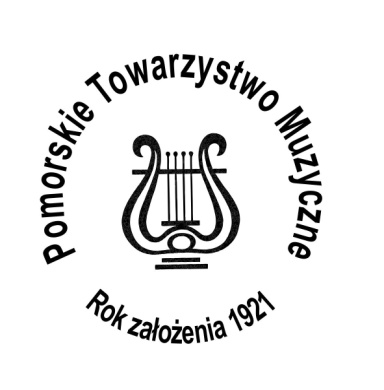 Pomorskie Towarzystwo Muzyczne
Rok założenia 1921